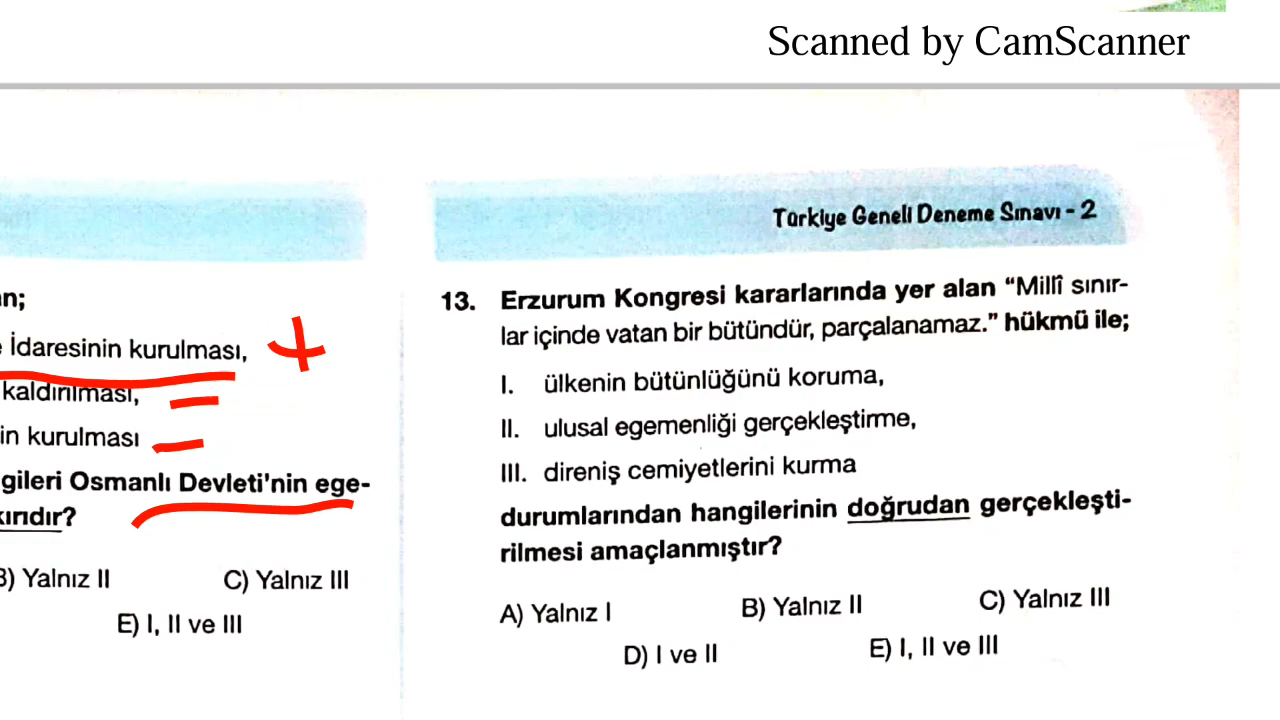 Scanned by CamScanner
Türkiye Geneli Deneme Sınavı - 2
n;
İdaresinin kurulması,
kaldırılması,
in kurulması
gileri Osmanlı Devleti'nin ege-
kırıdır?
B) Yalnız II C) Yalnız III
E) I, II ve III
13. Erzurum Kongresi kararlarında yer alan "Millî sınır-
lar içinde vatan bir bütündür, parçalanamaz." hükmü ile;
I. ülkenin bütünlüğünü koruma,
II. ulusal egemenliği gerçekleştirme,
III. direniş cemiyetlerini kurma
durumlarından hangilerinin doğrudan gerçekleşti-
rilmesi amaçlanmıştır?
A) Yalnız I B) Yalnız II C) Yalnız III
D) I ve II E) I, II ve III